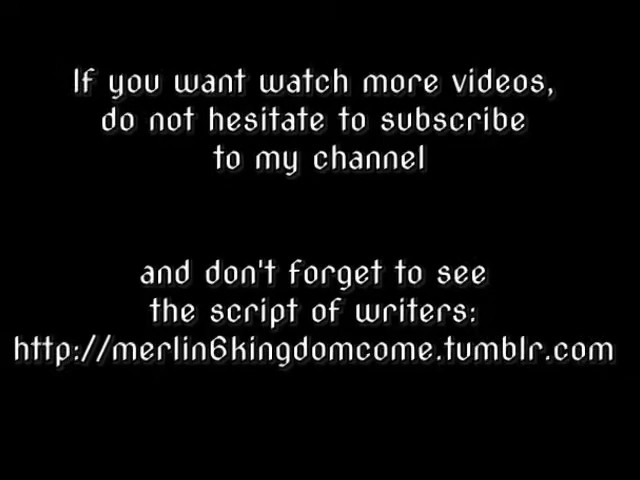 If you want watch more videos,
do not hesitate to subscribe
to my channel
and don't forget to see
the script of writers:
http://merlin6kingdomcome.tumblr.com